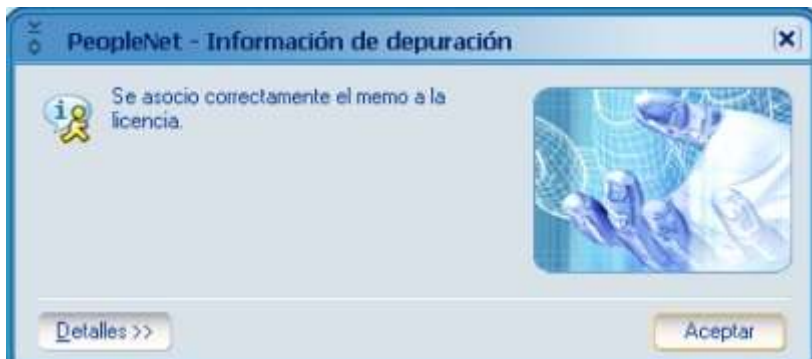 PeopleNet - Información de depuración
Se asocio correctamente el memo a la
licencia.
Detalles >>
Aceptar